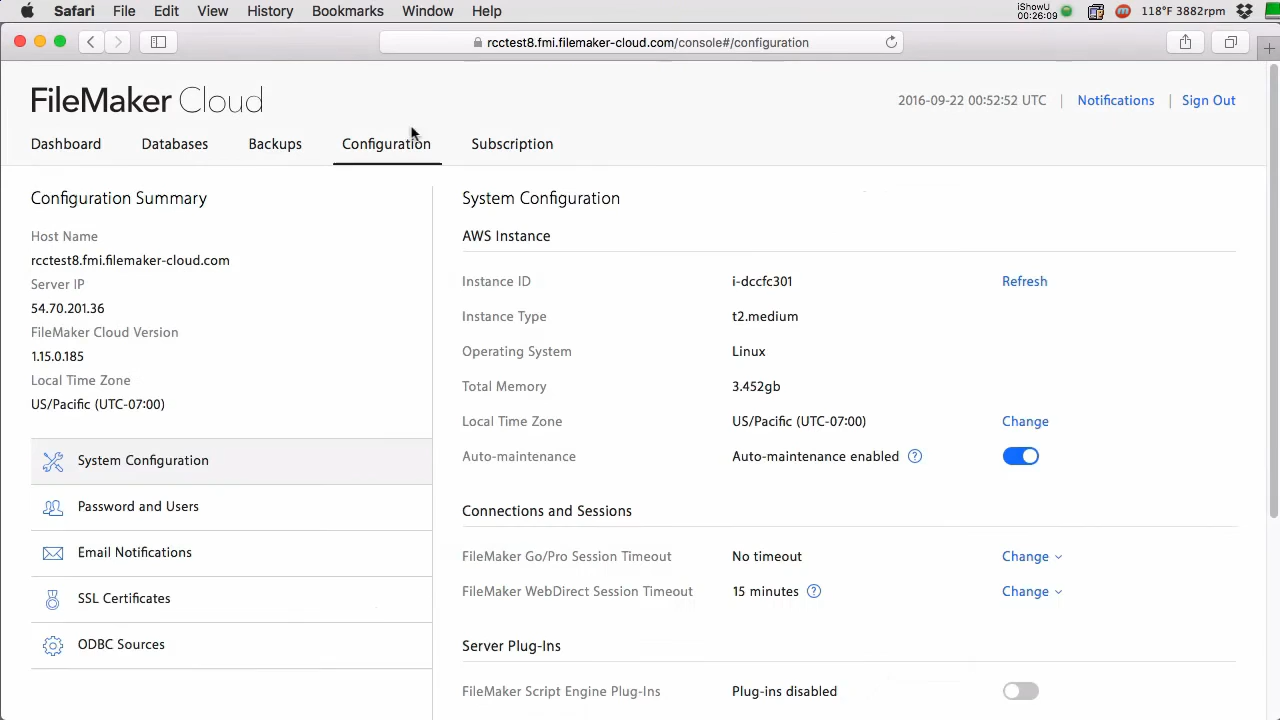 Safari File Edit View History Bookmarks Window Help iShowU 00:26:09 118°F 3882rpm
rcctest8.fmi.filemaker-cloud.com/console#/configuration
FileMaker Cloud
2016-09-22 00:52:52 UTC | Notifications | Sign Out
Dashboard Databases Backups Configuration Subscription
Configuration Summary
Host Name
rcctest8.fmi.filemaker-cloud.com
Server IP
54.70.201.36
FileMaker Cloud Version
1.15.0.185
Local Time Zone
US/Pacific (UTC-07:00)
System Configuration
Password and Users
Email Notifications
SSL Certificates
ODBC Sources
System Configuration
AWS Instance
Instance ID i-dccfc301 Refresh
Instance Type t2.medium
Operating System Linux
Total Memory 3.452gb
Local Time Zone US/Pacific (UTC-07:00) Change
Auto-maintenance Auto-maintenance enabled ?
Connections and Sessions
FileMaker Go/Pro Session Timeout No timeout Change
FileMaker WebDirect Session Timeout 15 minutes ? Change
Server Plug-Ins
FileMaker Script Engine Plug-Ins Plug-ins disabled